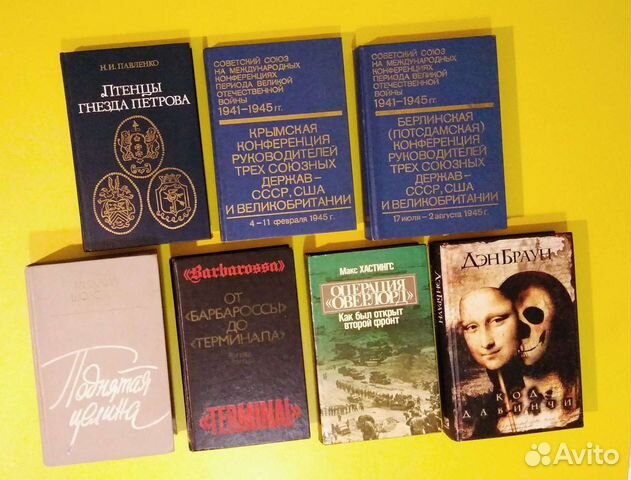 Н.И. ПАВЛЕНКО
ПТЕНЦЫ
ГНЕЗДА ПЕТРОВА
СОВЕТСКИЙ СОЮЗ
НА МЕЖДУНАРОДНЫХ
КОНФЕРЕНЦИЯХ
ПЕРИОДА ВЕЛИКОЙ
ОТЕЧЕСТВЕННОЙ
ВОЙНЫ
1941–1945 ГГ.
КРЫМСКАЯ
КОНФЕРЕНЦИЯ
РУКОВОДИТЕЛЕЙ
ТРЕХ СОЮЗНЫХ
ДЕРЖАВ–
СССР, США
И ВЕЛИКОБРИТАНИИ
4–11 февраля 1945 г.
СОВЕТСКИЙ СОЮЗ
НА МЕЖДУНАРОДНЫХ
КОНФЕРЕНЦИЯХ
ПЕРИОДА ВЕЛИКОЙ
ОТЕЧЕСТВЕННОЙ
ВОЙНЫ
1941–1945 ГГ.
БЕРЛИНСКАЯ
(ПОТСДАМСКАЯ)
КОНФЕРЕНЦИЯ
РУКОВОДИТЕЛЕЙ
ТРЕХ СОЮЗНЫХ
ДЕРЖАВ–
СССР, США
И ВЕЛИКОБРИТАНИИ
17 июля–2 августа 1945 г.
Поднятая
целина
«Barbarossa»
ОТ
«БАРБАРОССЫ»
ДО
«ТЕРМИНАЛА»
«TERMINAL»
Макс ХАСТИНГС
ОПЕРАЦИЯ
«ОВЕРЛОРД»
Как был открыт
второй фронт
ДЭН БРАУН
КОД
ДА ВИНЧИ
ДЭН БРАУН
Avito